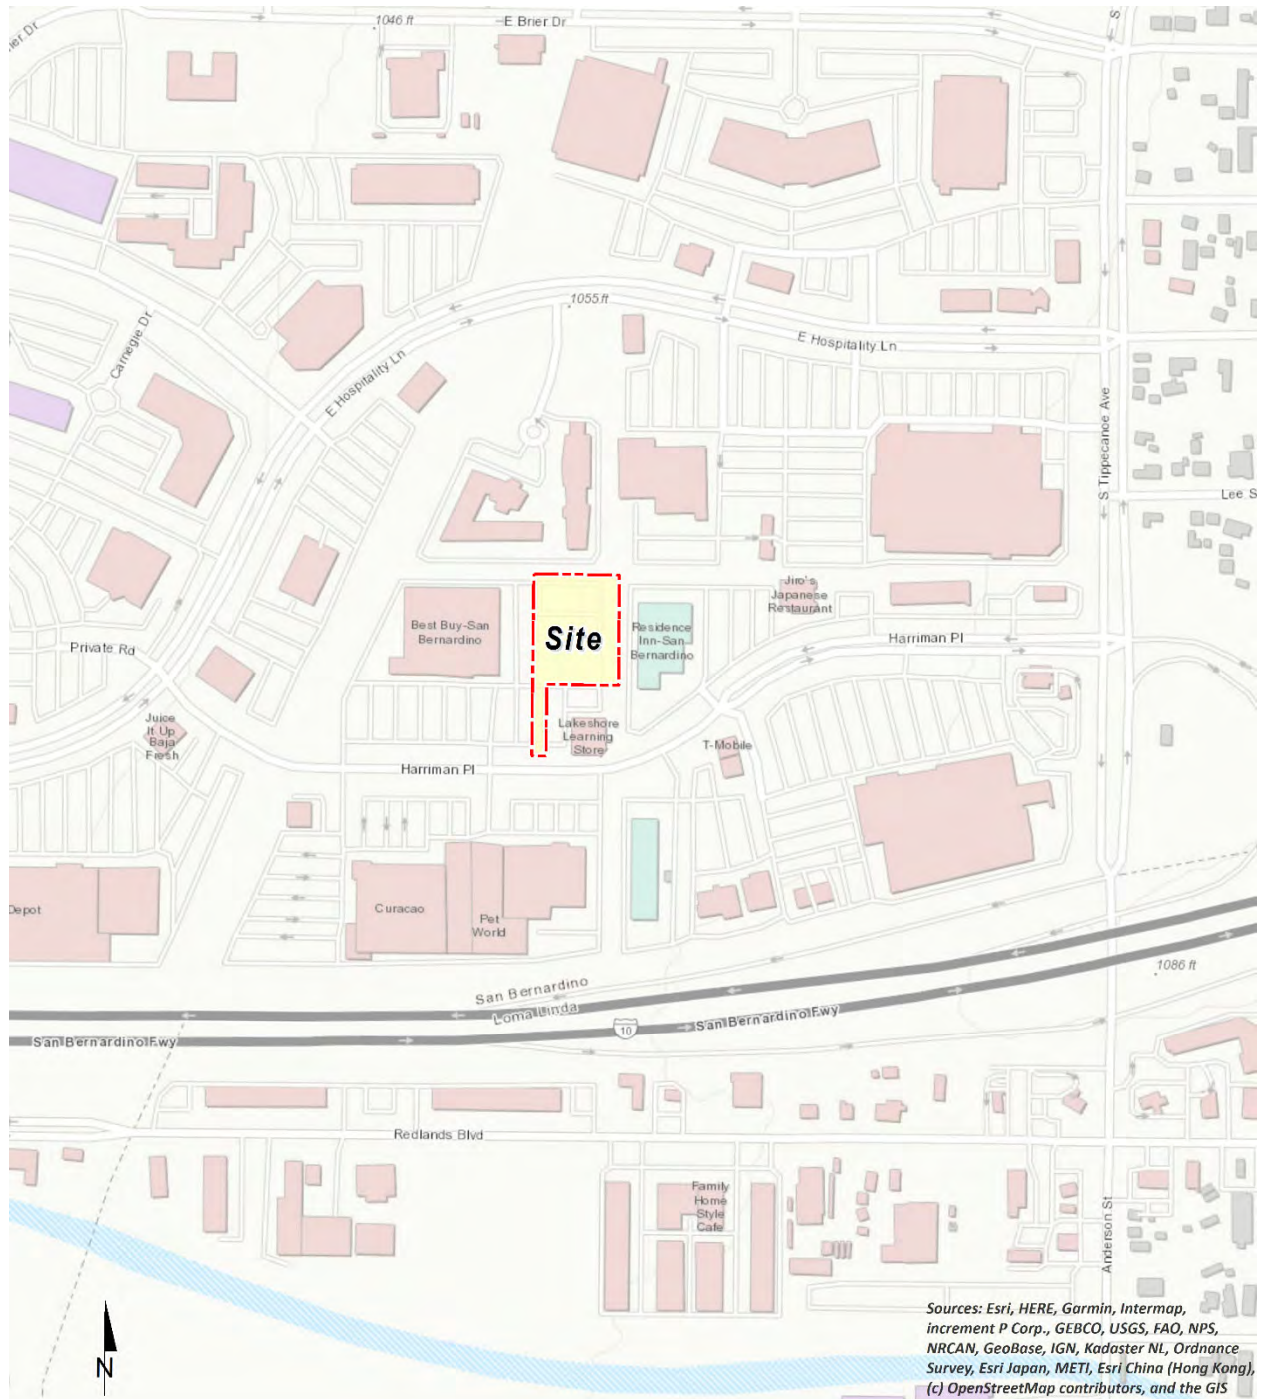 1046 ft
E Brier Dr
ier Dr
S
1055 ft
E Hospitality Ln
Carnegie Dr
E Hospitality Ln
S Tippecanoe Ave
Lee S
Jiro's
Japanese
Restaurant
Best Buy-San
Bernardino
Site
Residence
Inn-San
Bernardino
Harriman Pl
Private Rd
Juice
It Up
Baja
Fresh
Lakeshore
Learning
Store
T-Mobile
Harriman Pl
Depot
Curacao
Pet
World
1086 ft
San Bernardino
Loma Linda
10
San Bernardino Fwy
San Bernardino Fwy
Redlands Blvd
Family
Home
Style
Cafe
Anderson St
N
Sources: Esri, HERE, Garmin, Intermap,
increment P Corp., GEBCO, USGS, FAO, NPS,
NRCAN, GeoBase, IGN, Kadaster NL, Ordnance
Survey, Esri Japan, METI, Esri China (Hong Kong),
(c) OpenStreetMap contributors, and the GIS